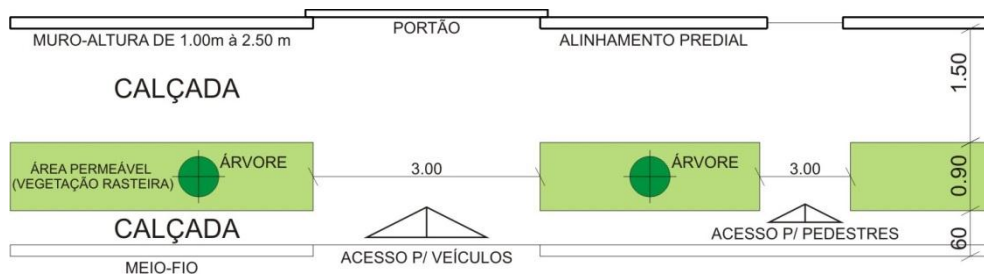 PORTÃO
MURO-ALTURA DE 1.00m à 2.50 m
ALINHAMENTO PREDIAL
1.50
CALÇADA
ÁREA PERMEÁVEL
(VEGETAÇÃO RASTEIRA)
ÁRVORE
3.00
ÁRVORE
3.00
0.90
CALÇADA
ACESSO P/ VEÍCULOS
ACESSO P/ PEDESTRES
60
MEIO-FIO